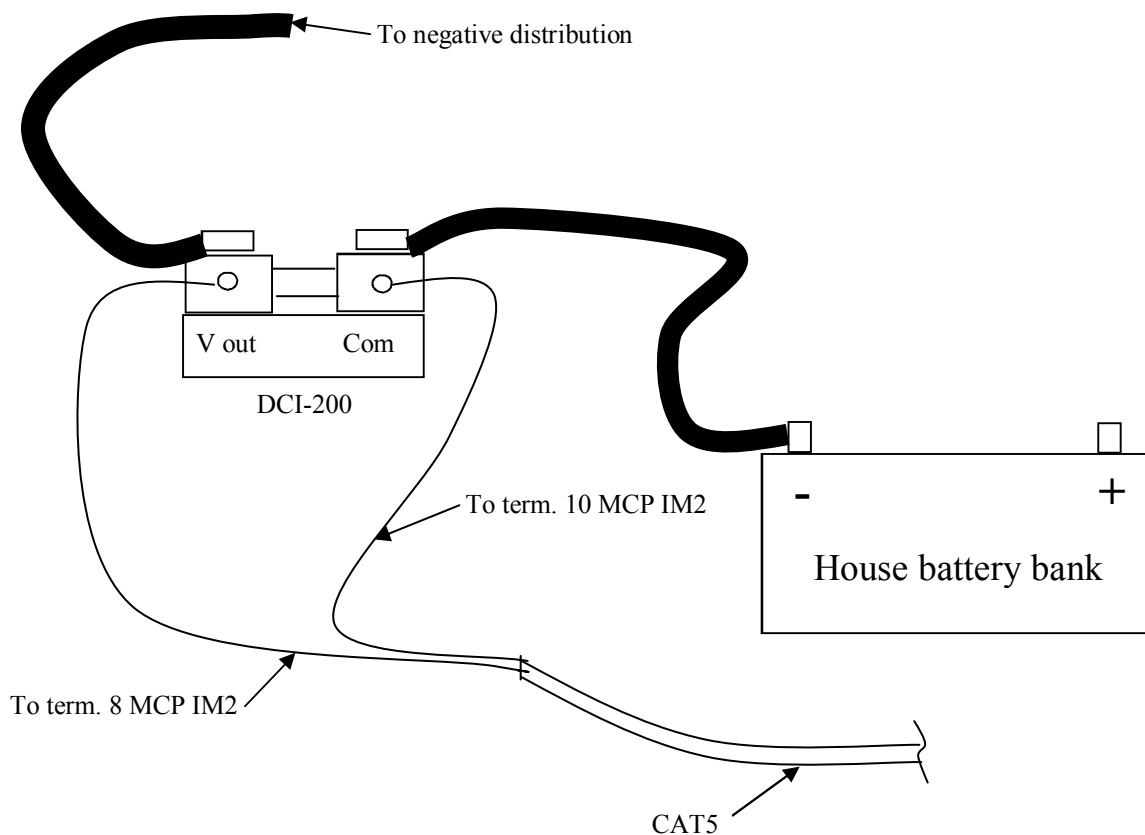 To negative distribution
V out
Com
DCI-200
- +
To term. 10 MCP IM2
House battery bank
To term. 8 MCP IM2
CAT5